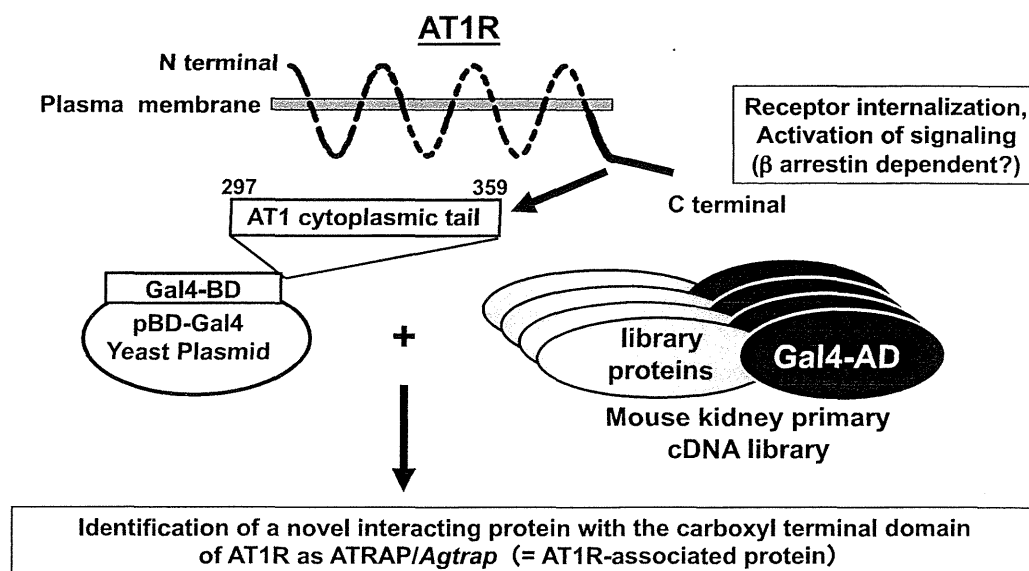 AT1R
N terminal
Plasma membrane
Receptor internalization,
Activation of signaling
(β arrestin dependent?)
C terminal
297
359
AT1 cytoplasmic tail
Gal4-BD
pBD-Gal4
Yeast Plasmid
+
library
proteins
Gal4-AD
Mouse kidney primary
cDNA library
Identification of a novel interacting protein with the carboxyl terminal domain
of AT1R as ATRAP/Agtrap (= AT1R-associated protein)